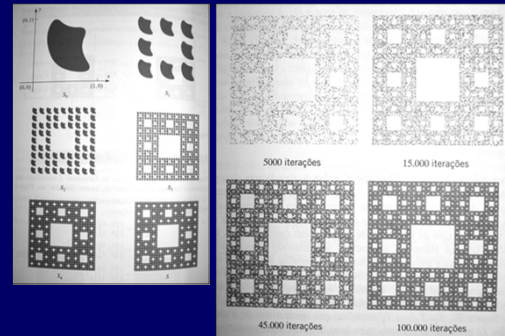 y
(0,1)
(0,0)
(1,0)
x
S₀
S₁
S₂
S₃
S₄
S
5000 iterações
15.000 iterações
45.000 iterações
100.000 iterações